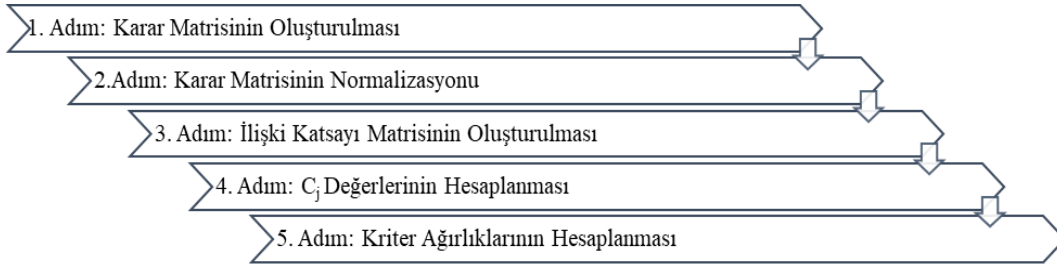 1. Adım: Karar Matrisinin Oluşturulması
2.Adım: Karar Matrisinin Normalizasyonu
3. Adım: İlişki Katsayı Matrisinin Oluşturulması
4. Adım: Cj Değerlerinin Hesaplanması
5. Adım: Kriter Ağırlıklarının Hesaplanması